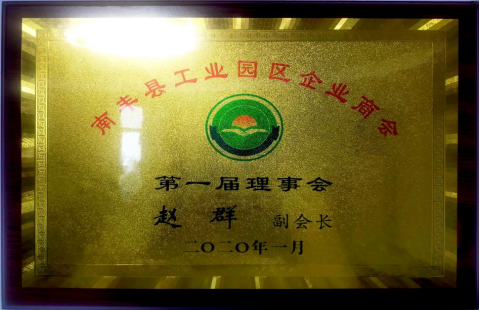 南丰县工业园区企业商会
第一届理事会
赵 群 副会长
二〇二〇年一月